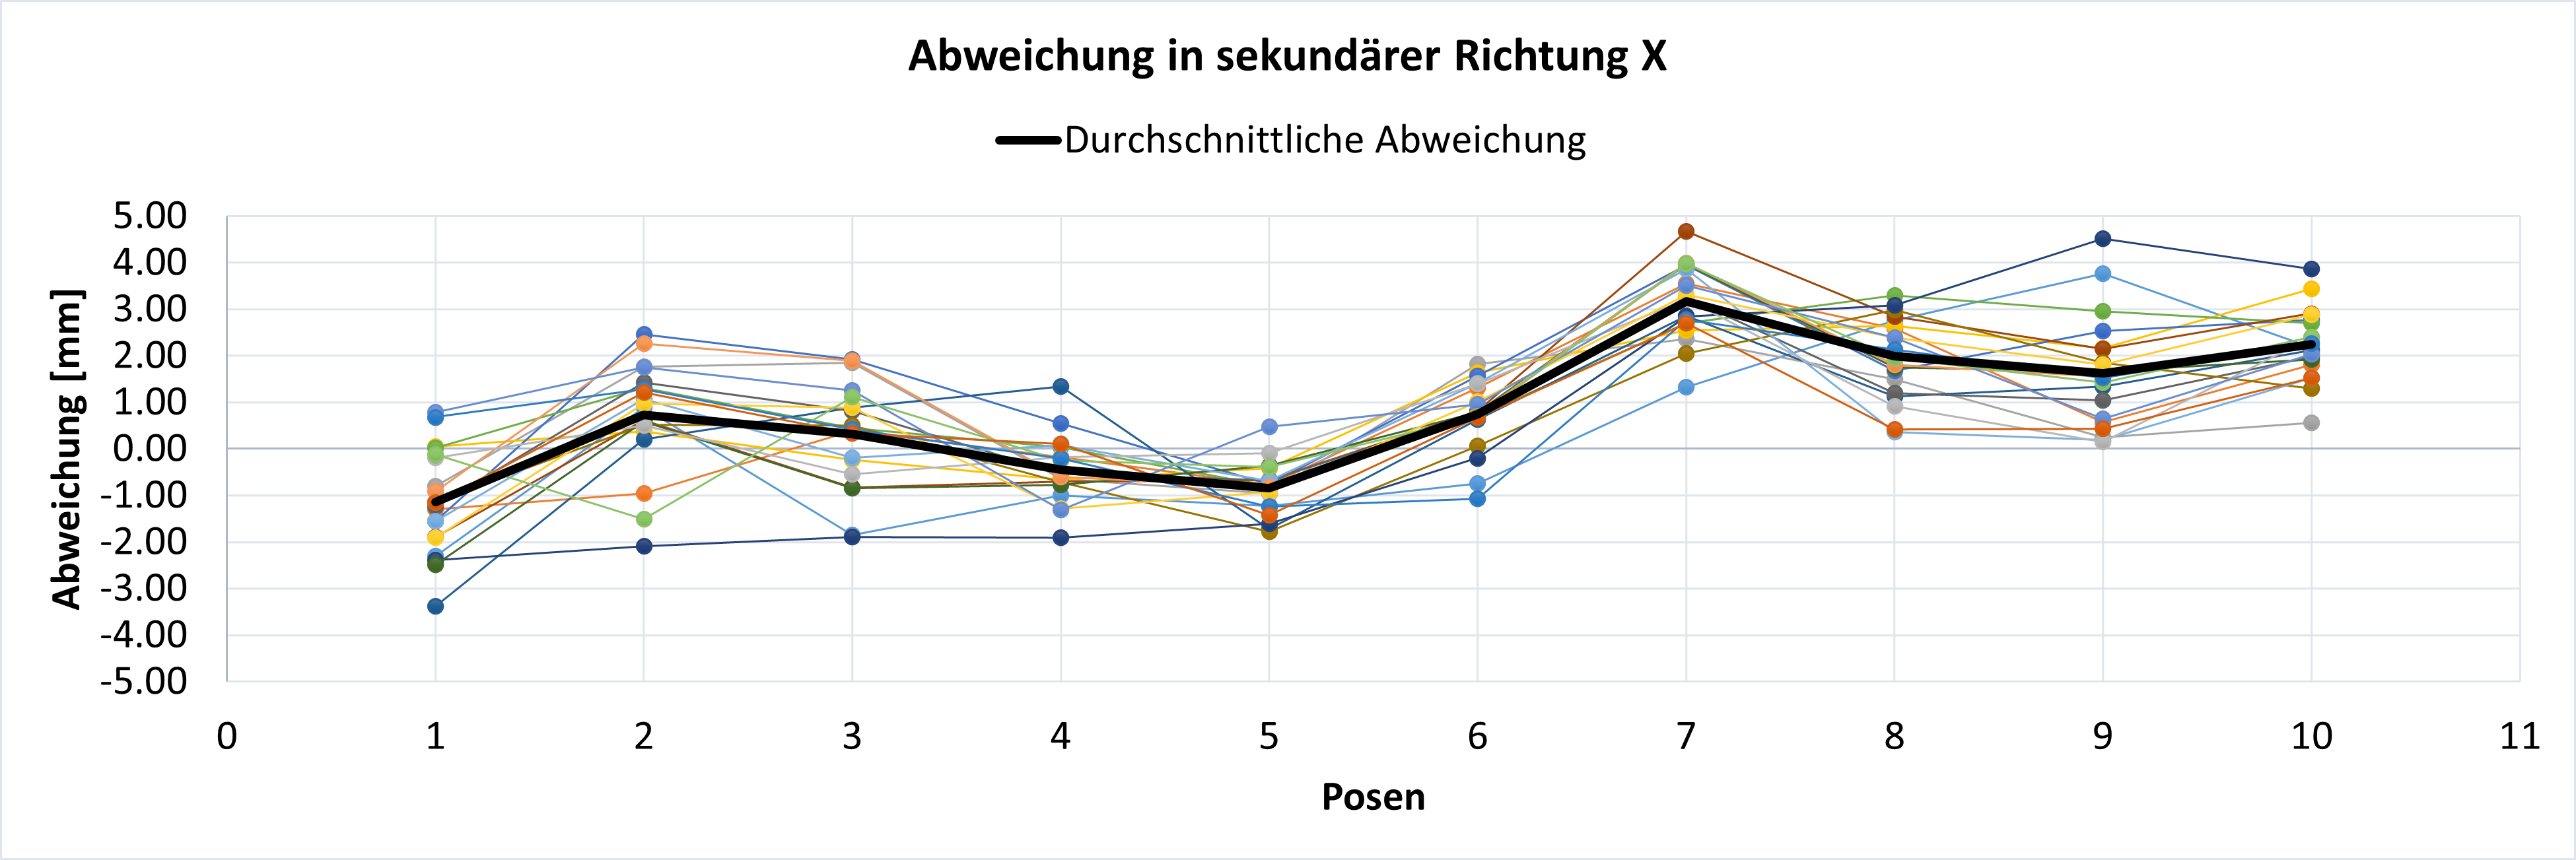 Abweichung in sekundärer Richtung X
Durchschnittliche Abweichung
Abweichung [mm]
5.00
4.00
3.00
2.00
1.00
0.00
-1.00
-2.00
-3.00
-4.00
-5.00
0 1 2 3 4 5 6 7 8 9 10 11
Posen